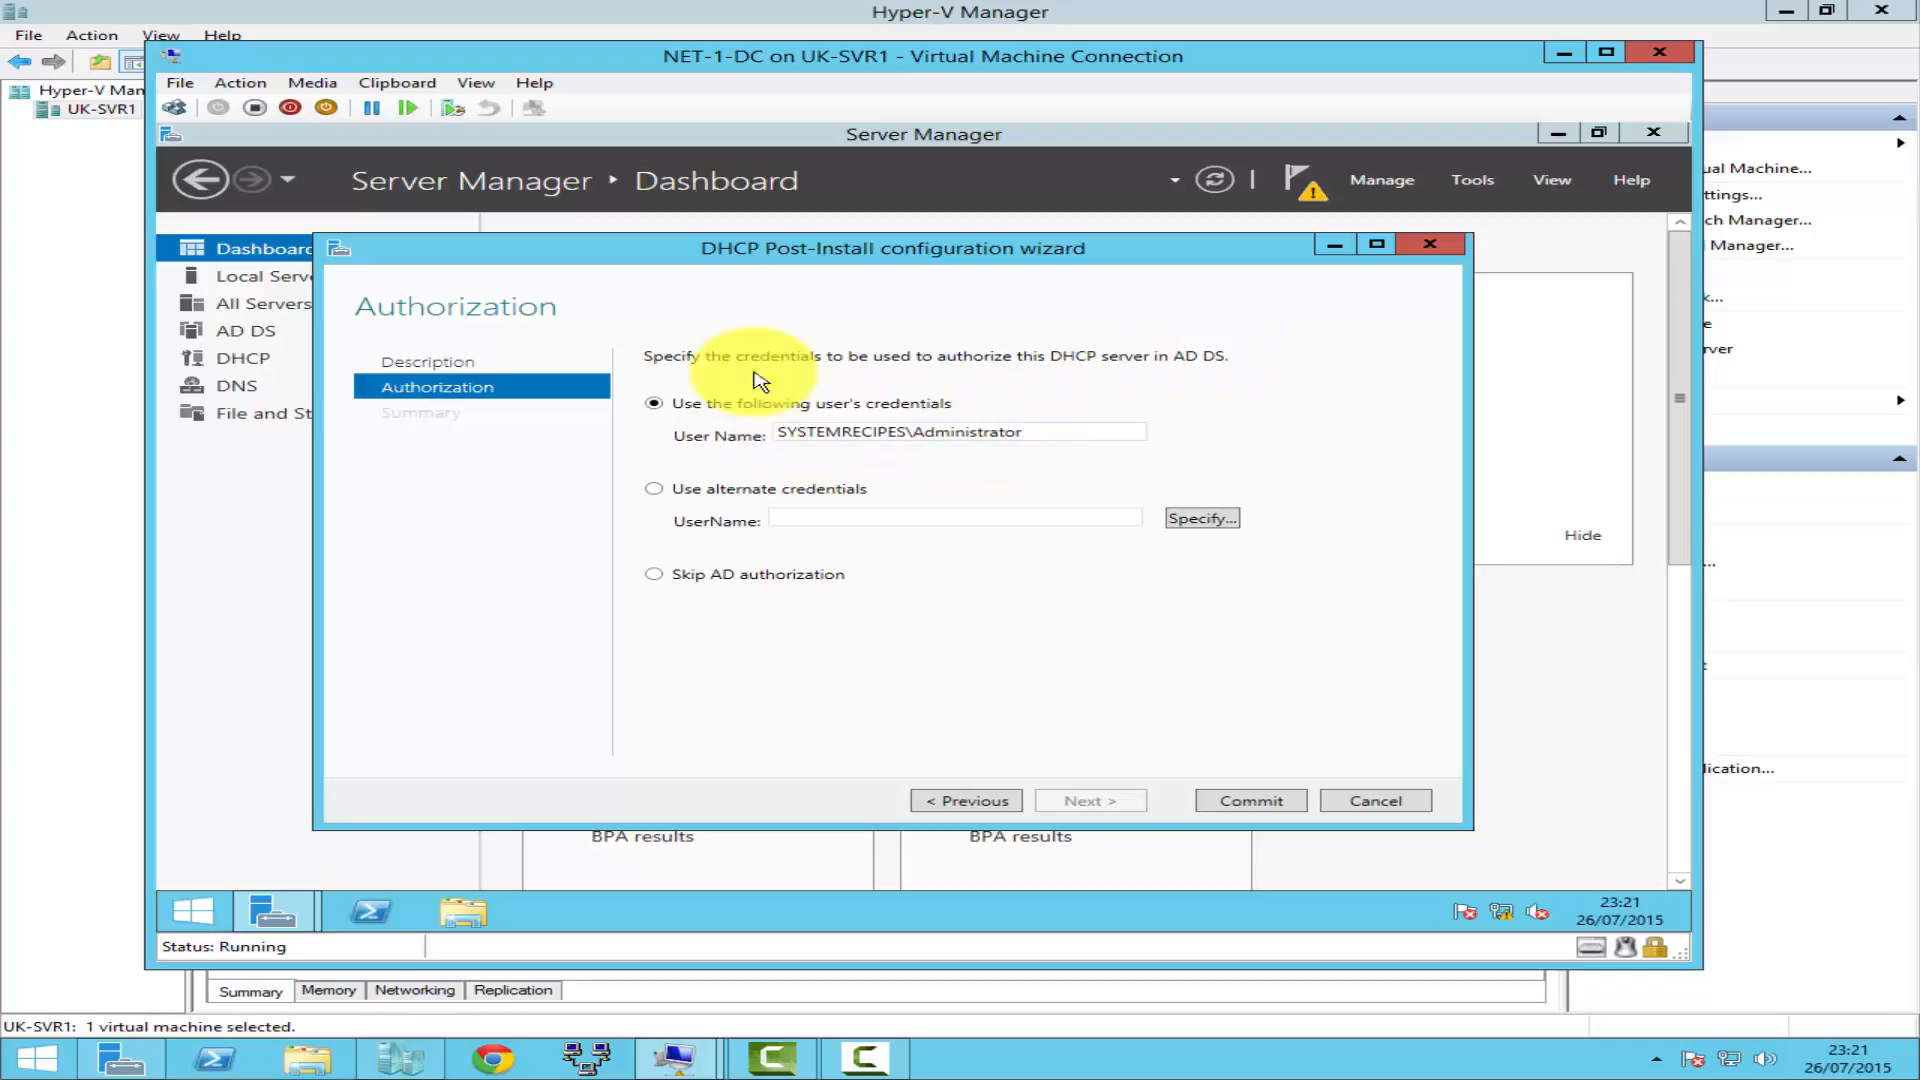 Hyper-V Manager
File Action View Help
NET-1-DC on UK-SVR1 - Virtual Machine Connection
Hyper-V Man
UK-SVR1
File Action Media Clipboard View Help
Server Manager
Server Manager ‣ Dashboard
Manage Tools View Help
ual Machine...
ttings...
ch Manager...
Manager...
Dashboard
Local Serve
All Servers
AD DS
DHCP
DNS
File and St
DHCP Post-Install configuration wizard
Authorization
Description
Authorization
Summary
Specify the credentials to be used to authorize this DHCP server in AD DS.
Use the following user's credentials
User Name: SYSTEMRECIPES\Administrator
Use alternate credentials
UserName:
Specify...
Skip AD authorization
Hide
< Previous
Next >
Commit
Cancel
k...
e
rver
...
lication...
BPA results
BPA results
23:21
26/07/2015
Status: Running
Summary Memory Networking Replication
UK-SVR1: 1 virtual machine selected.
23:21
26/07/2015